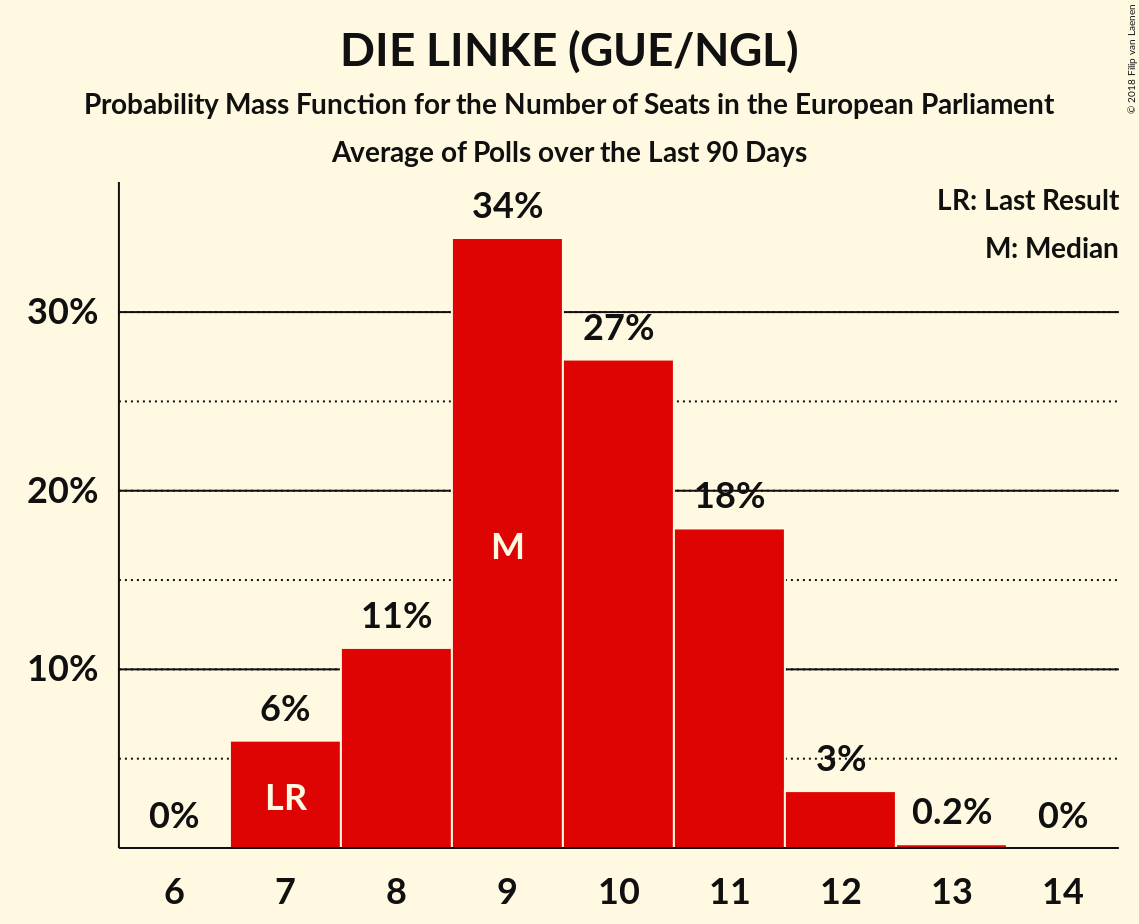 DIE LINKE (GUE/NGL)
Probability Mass Function for the Number of Seats in the European Parliament
Average of Polls over the Last 90 Days
© 2018 Filip van Laenen
LR: Last Result
M: Median
34%
30%
27%
20%
18%
M
11%
10%
6%
3%
LR
0%
0.2%
0%
6 7 8 9 10 11 12 13 14